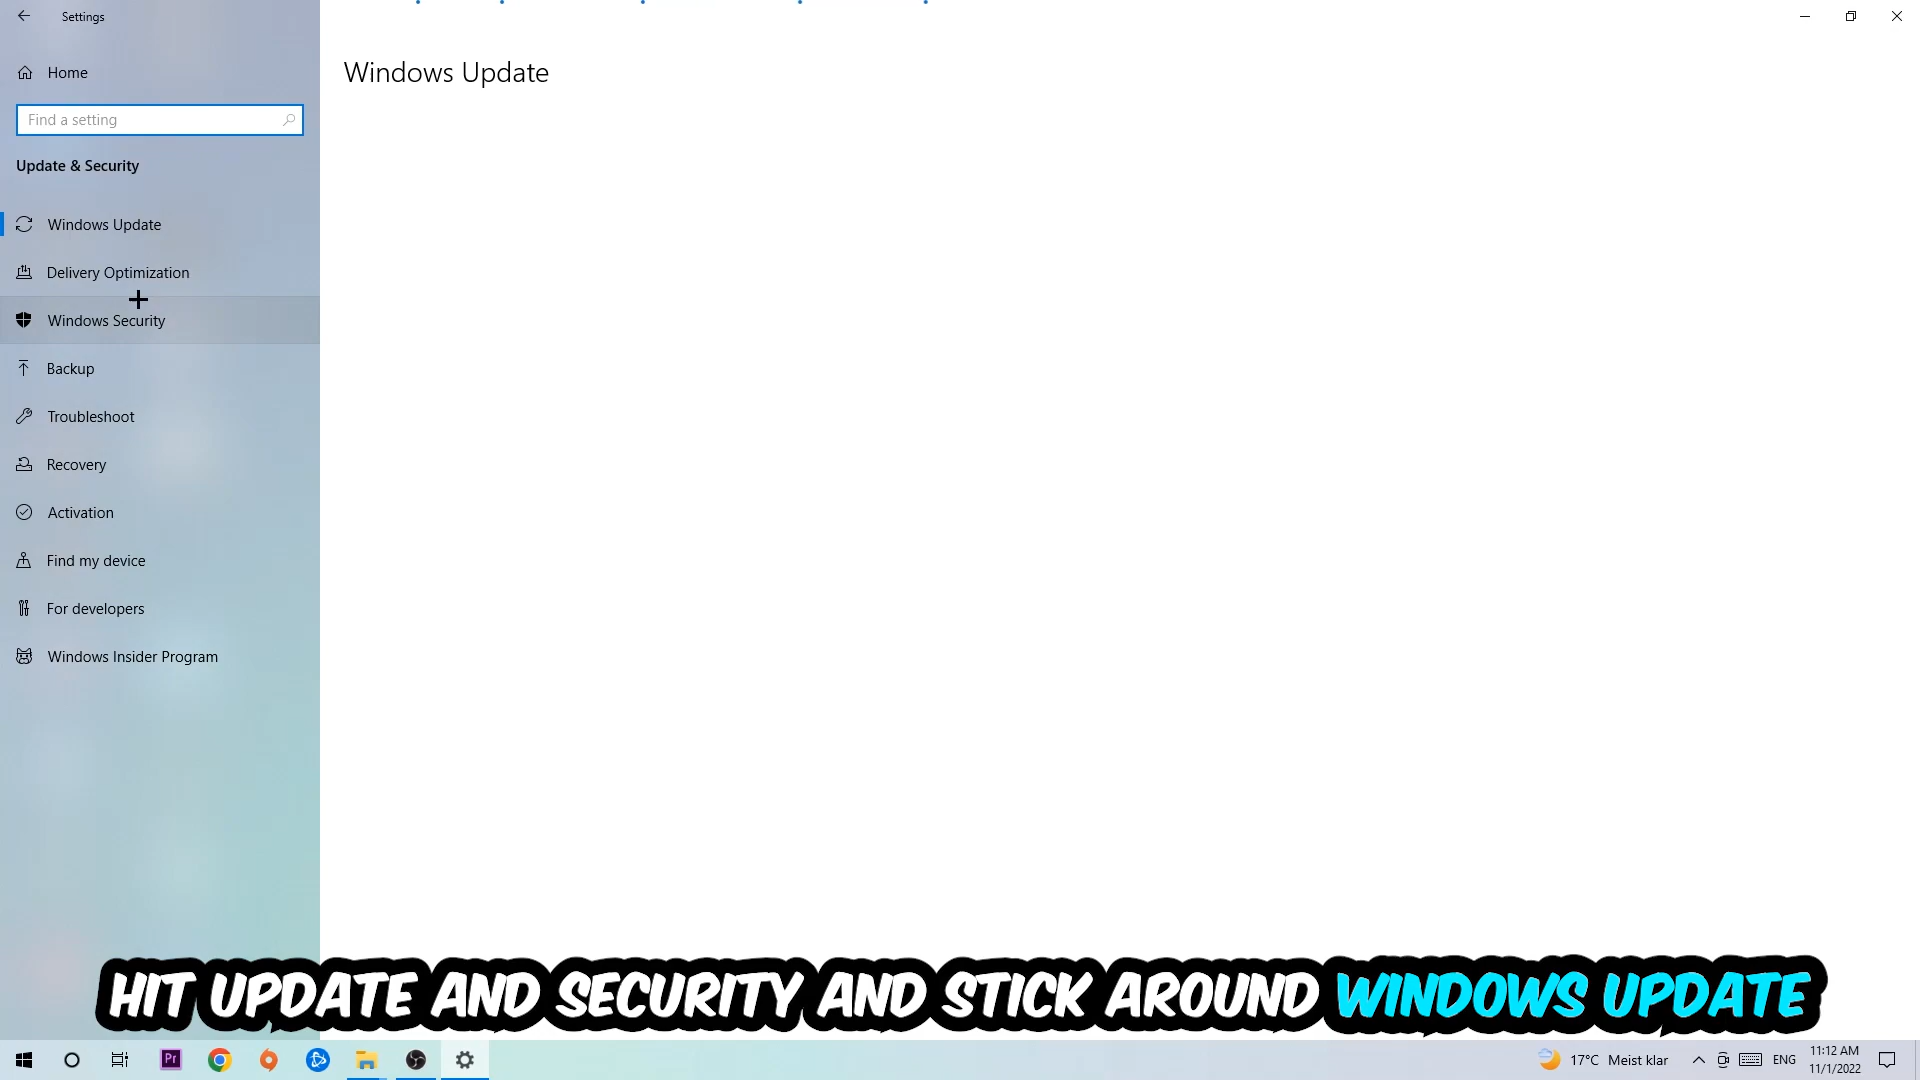 Settings
Home
Find a setting
Update & Security
Windows Update
Delivery Optimization
Windows Security
Backup
Troubleshoot
Recovery
Activation
Find my device
For developers
Windows Insider Program
Windows Update
HIT UPDATE AND SECURITY AND STICK AROUND WINDOWS UPDATE
Pr
17°C Meist klar
ENG
11:12 AM
11/1/2022